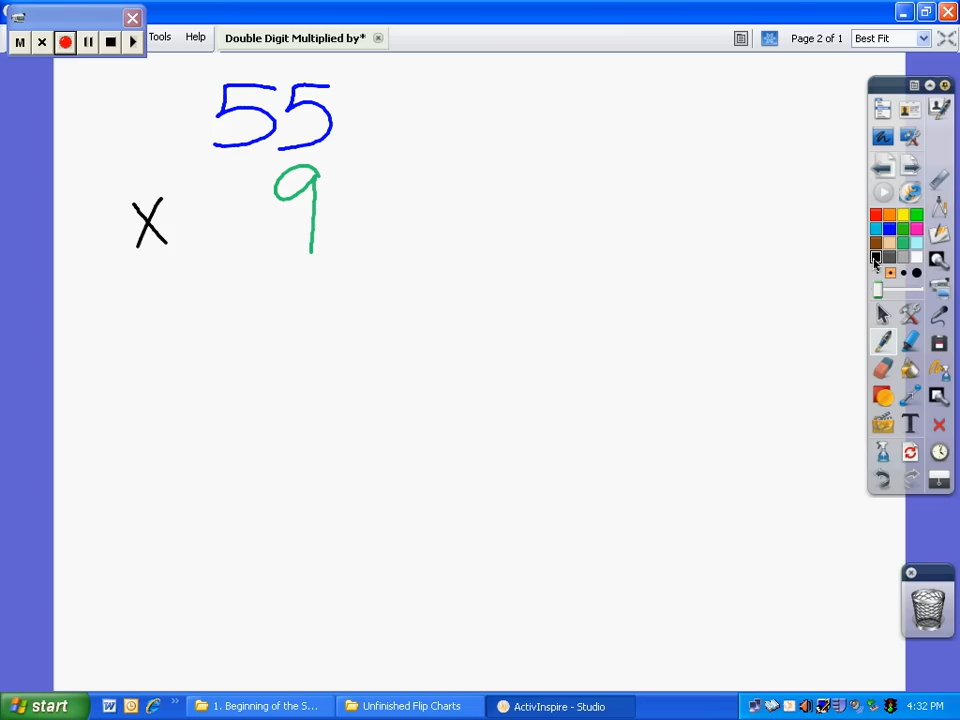 M
Tools Help Double Digit Multiplied by* Page 2 of 1 Best Fit
55
9
X
T
start 1. Beginning of the S... Unfinished Flip Charts ActivInspire - Studio 4:32 PM